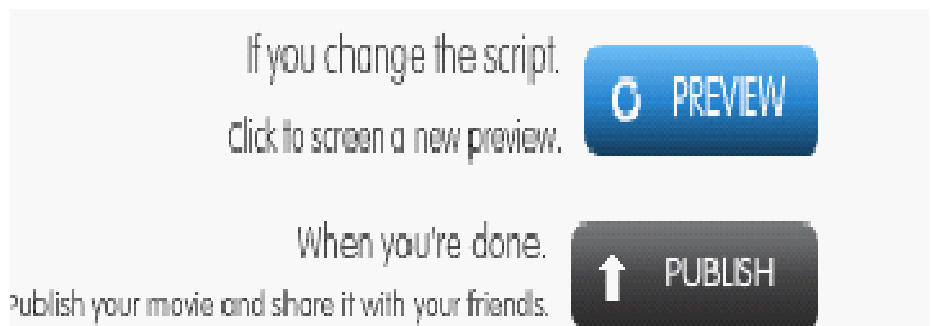 If you change the script.
PREVIEW
Click to screen a new preview.
When you're done.
PUBLISH
Publish your movie and share it with your friends.